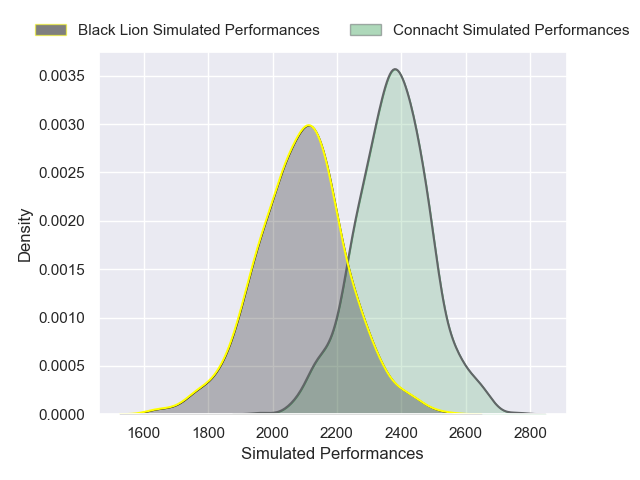 Black Lion Simulated Performances
Connacht Simulated Performances
0.0035
0.0030
0.0025
0.0020
0.0015
0.0010
0.0005
0.0000
Density
1600 1800 2000 2200 2400 2600 2800
Simulated Performances